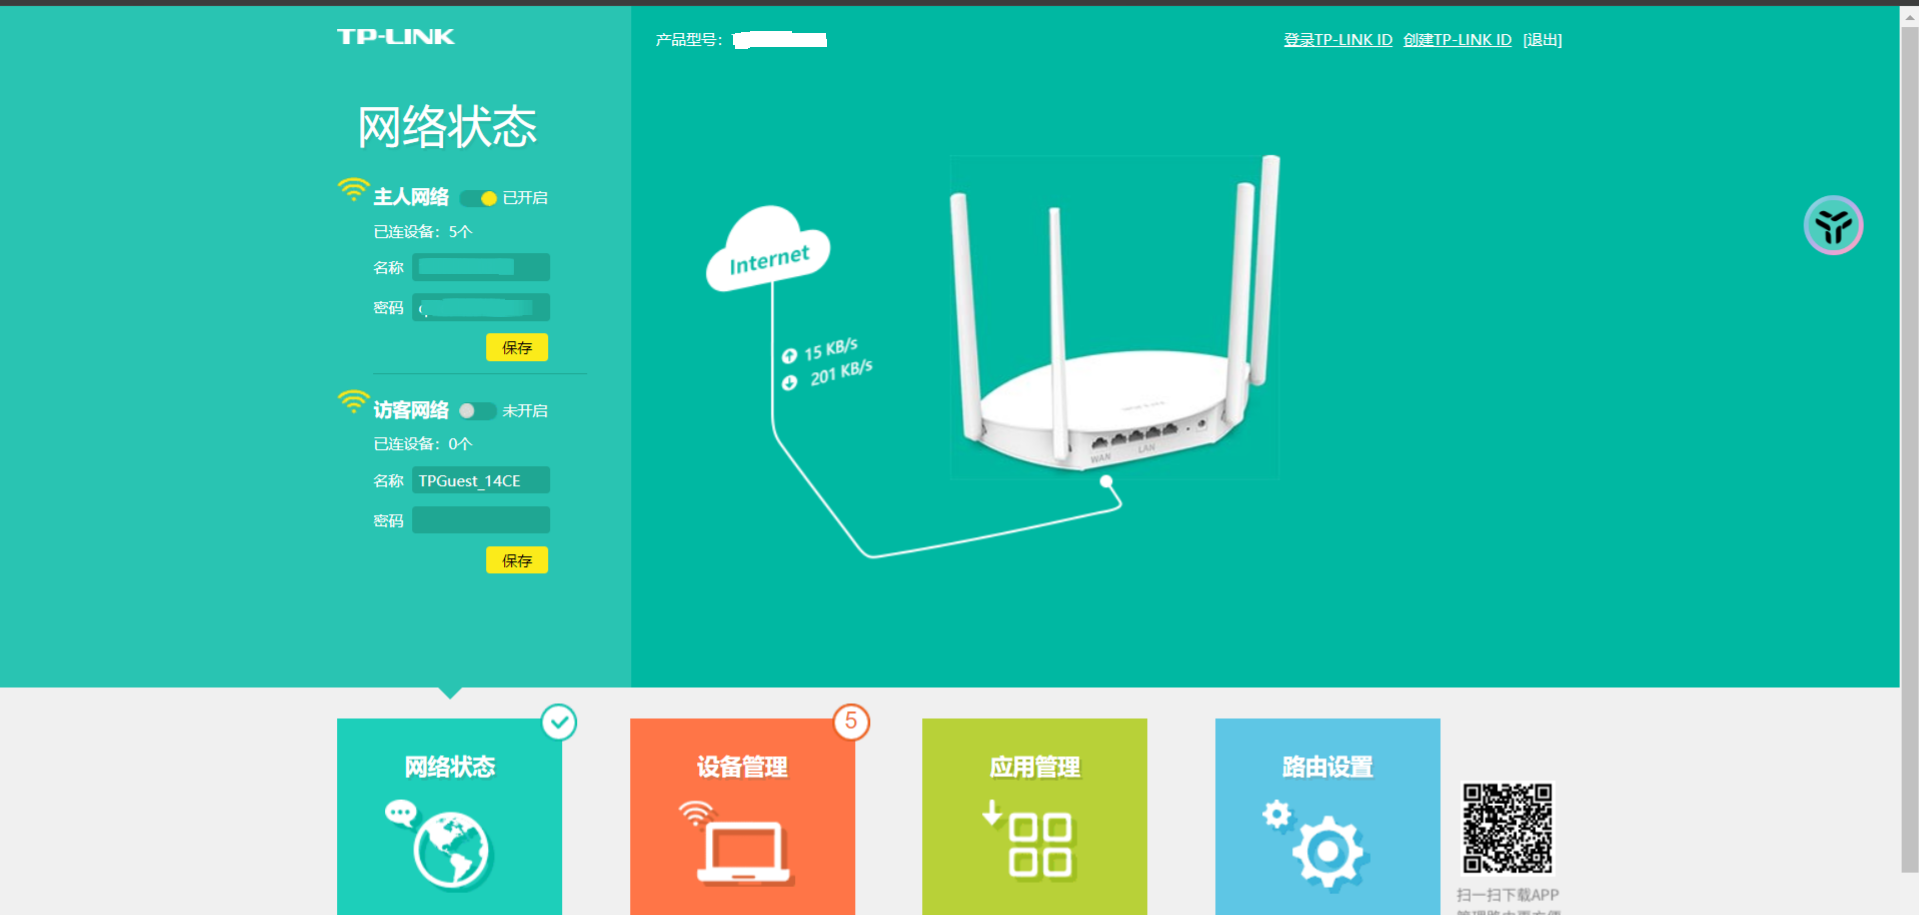 TP-LINK
产品型号：
登录TP-LINK ID 创建TP-LINK ID [退出]
网络状态
主人网络 已开启
已连设备：5个
名称
密码
保存
访客网络 未开启
已连设备：0个
名称 TPGuest_14CE
密码
保存
Internet
15 KB/s
201 KB/s
WAN LAN
网络状态
设备管理
5
应用管理
路由设置
扫一扫下载APP